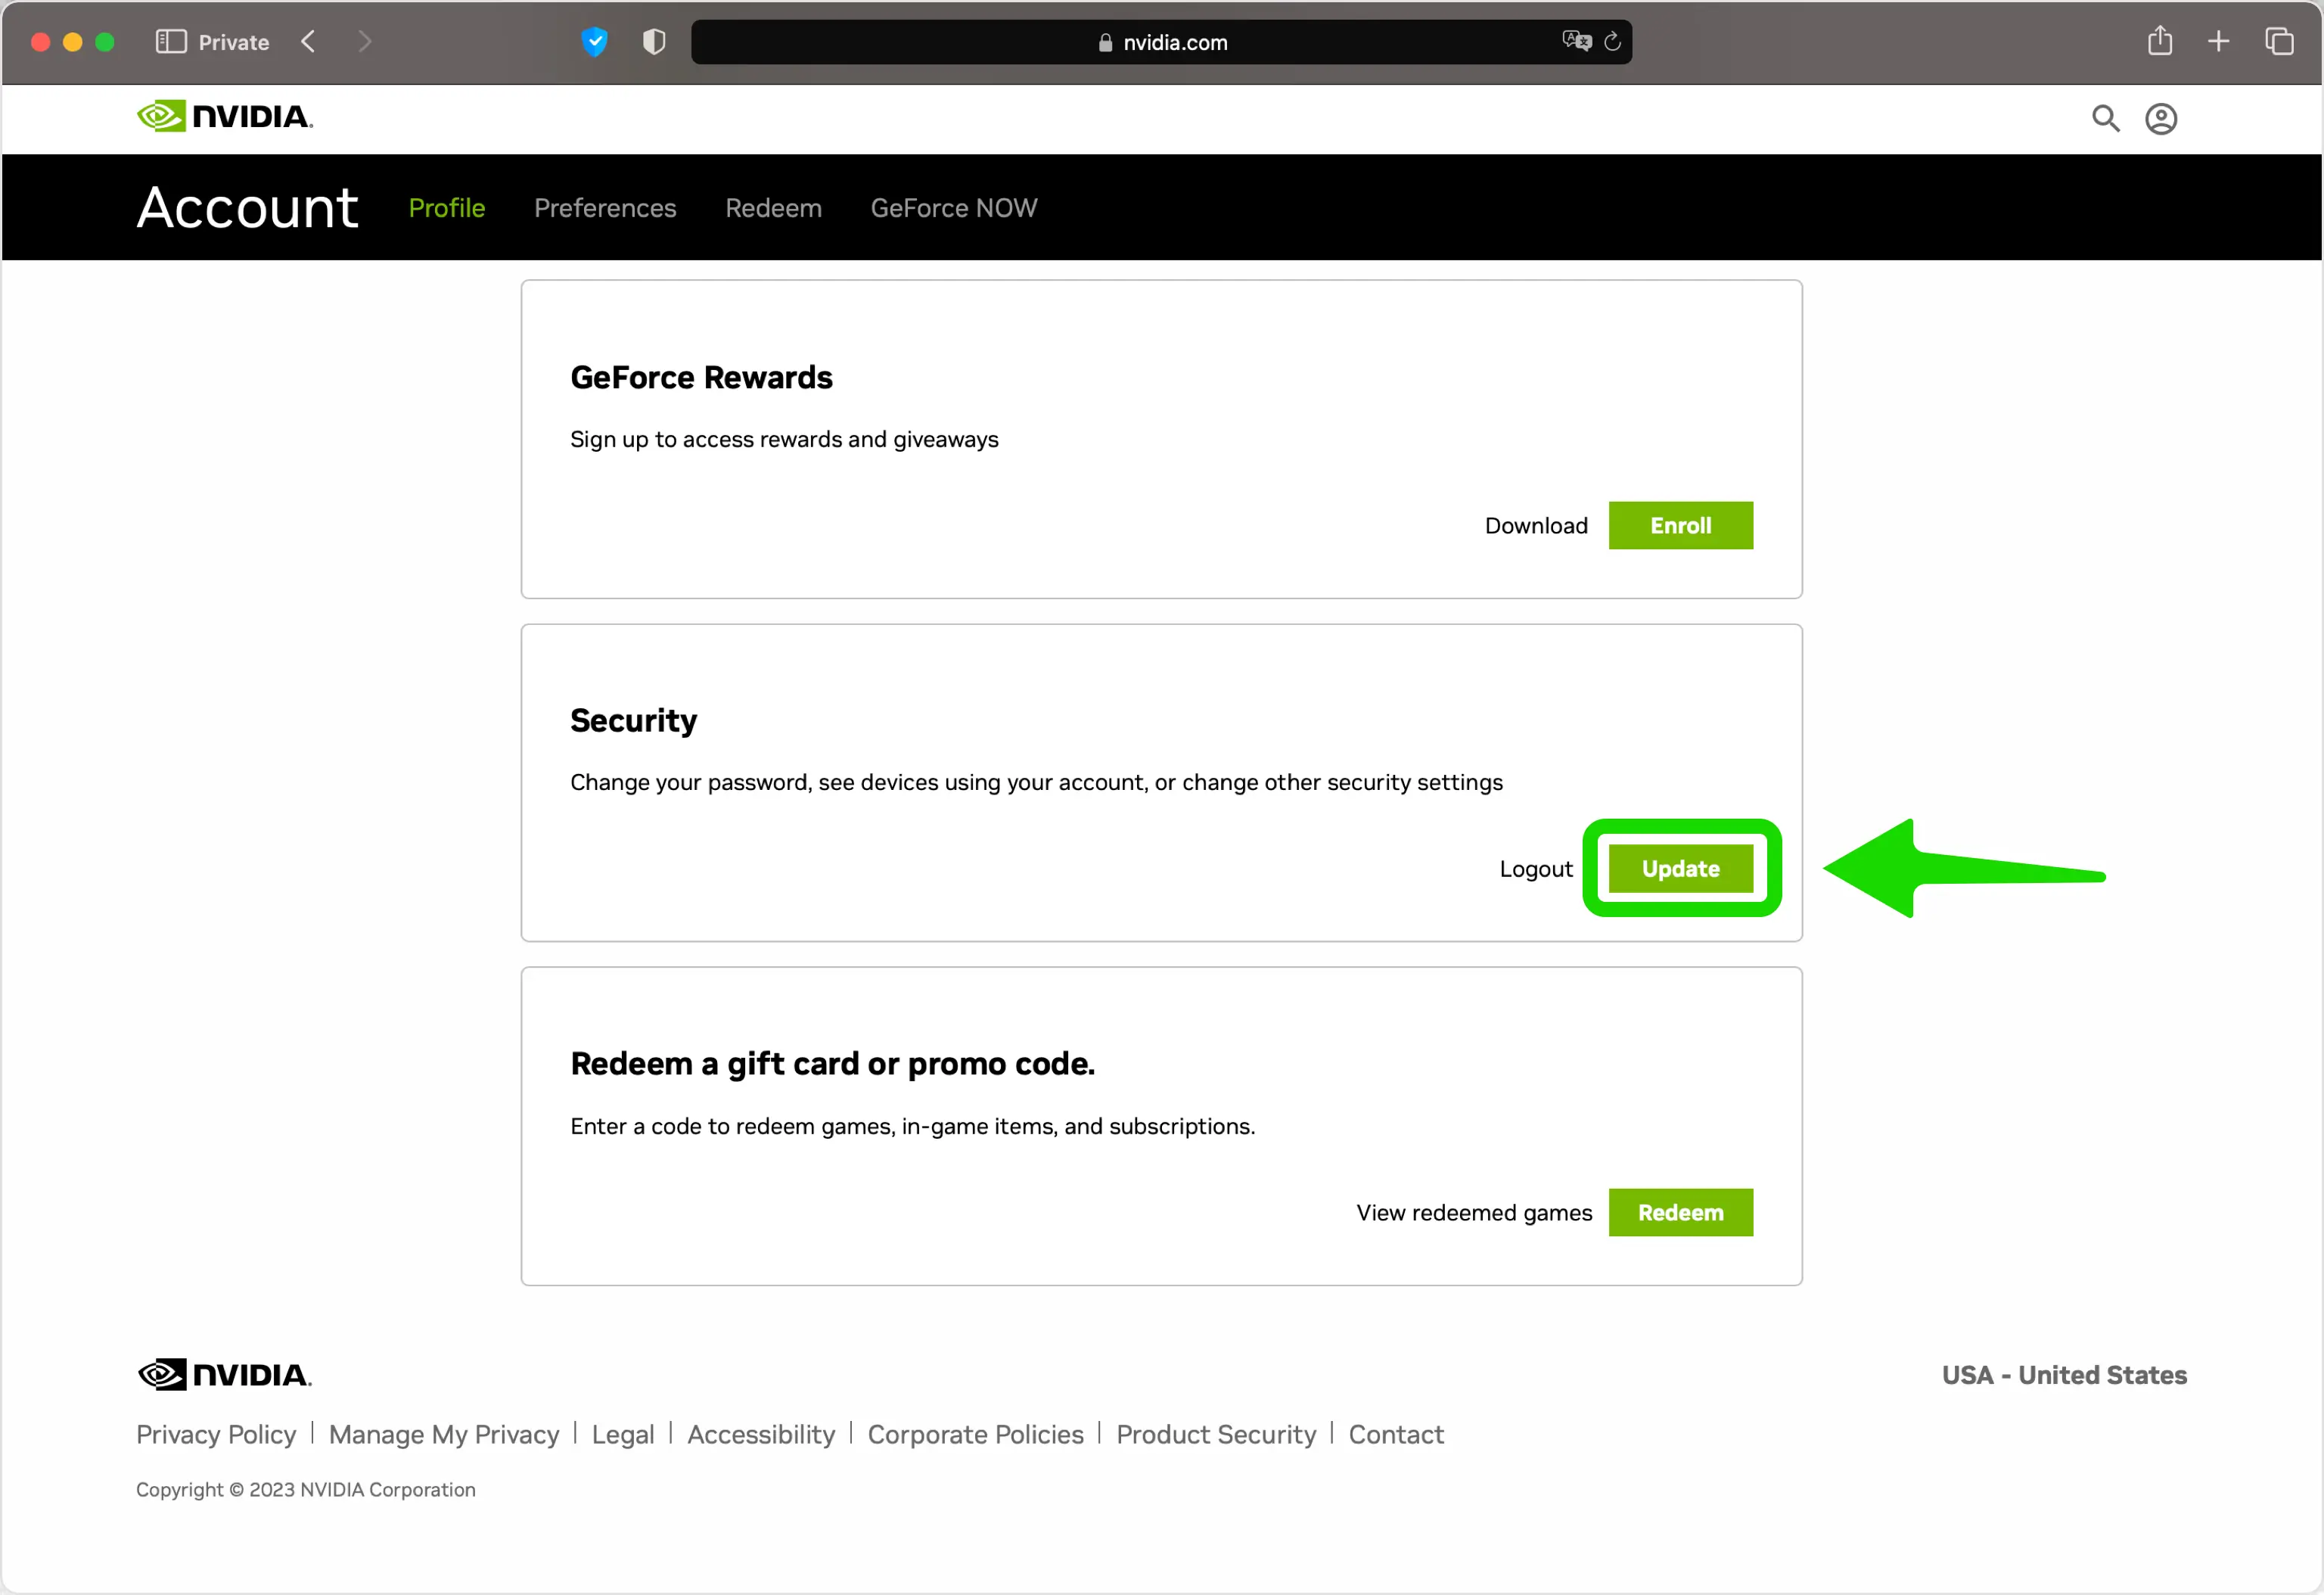 Private
nvidia.com
NVIDIA.
Account Profile Preferences Redeem GeForce NOW
GeForce Rewards
Sign up to access rewards and giveaways
Download Enroll
Security
Change your password, see devices using your account, or change other security settings
Logout Update
Redeem a gift card or promo code.
Enter a code to redeem games, in-game items, and subscriptions.
View redeemed games Redeem
NVIDIA.
USA - United States
Privacy Policy | Manage My Privacy | Legal | Accessibility | Corporate Policies | Product Security | Contact
Copyright © 2023 NVIDIA Corporation